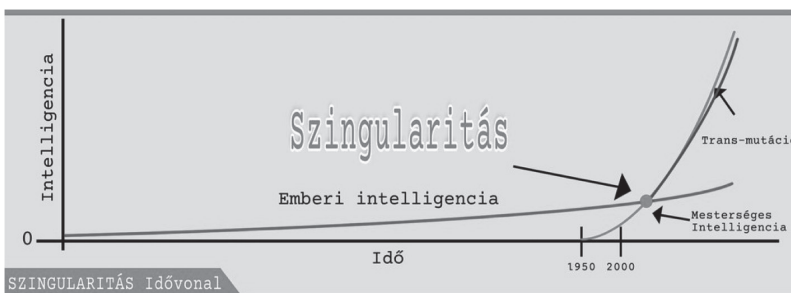 Intelligencia
Szingularitás
Trans-mutáció
Emberi intelligencia
Mesterséges
Intelligencia
0
Idő
1950 2000
SZINGULARITÁS Idővonal